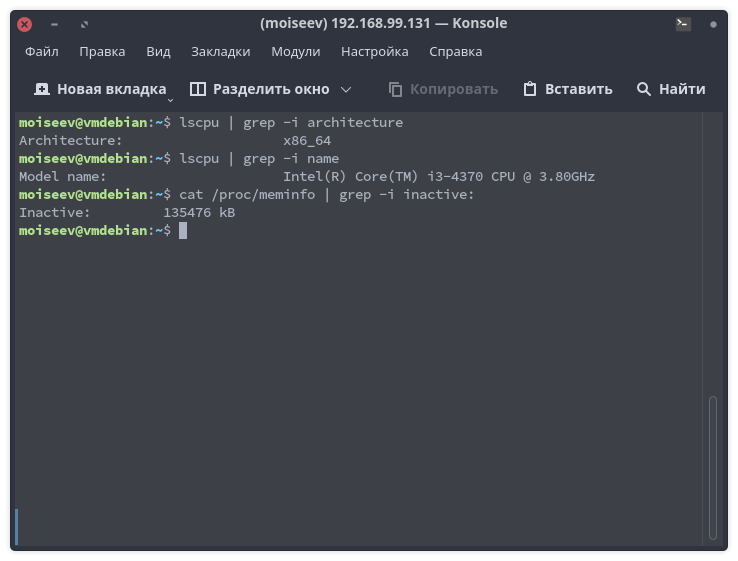 (moiseev) 192.168.99.131 — Konsole
Файл Правка Вид Закладки Модули Настройка Справка
Новая вкладка Разделить окно Копировать Вставить Найти
moiseev@vmdebian:~$ lscpu | grep -i architecture
Architecture:                    x86_64
moiseev@vmdebian:~$ lscpu | grep -i name
Model name:                      Intel(R) Core(TM) i3-4370 CPU @ 3.80GHz
moiseev@vmdebian:~$ cat /proc/meminfo | grep -i inactive:
Inactive:         135476 kB
moiseev@vmdebian:~$